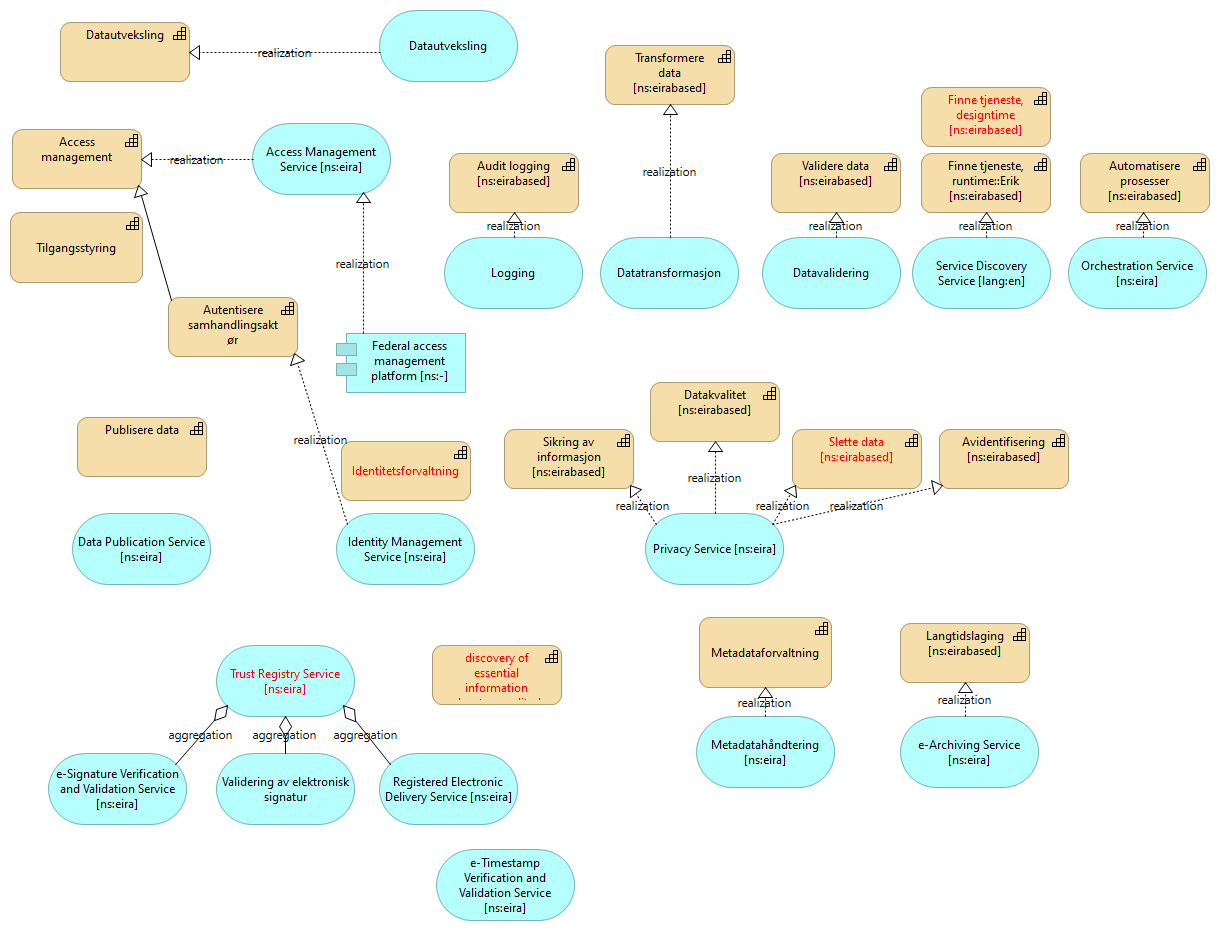 Datautveksling
realization
Datautveksling
Transformere
data
[ns:eirabased]
Finne tjeneste,
designtime
[ns:eirabased]
Access
management
realization
Access Management
Service [ns:eira]
Audit logging
[ns:eirabased]
realization
Validere data
[ns:eirabased]
Finne tjeneste,
runtime::Erik
[ns:eirabased]
Automatisere
prosesser
[ns:eirabased]
Tilgangsstyring
realization
realization
realization
realization
realization
Logging
Datatransformasjon
Datavalidering
Service Discovery
Service [lang:en]
Orchestration Service
[ns:eira]
Autentisere
samhandlingsakt
ør
Federal access
management
platform [ns:-]
Publisere data
realization
Identitetsforvaltning
Datakvalitet
[ns:eirabased]
Sikring av
informasjon
[ns:eirabased]
Slette data
[ns:eirabased]
Avidentifisering
[ns:eirabased]
realization
realization
realization
realization
Data Publication Service
[ns:eira]
Identity Management
Service [ns:eira]
Privacy Service [ns:eira]
Trust Registry Service
[ns:eira]
discovery of
essential
information
Metadataforvaltning
Langtidslaging
[ns:eirabased]
realization
realization
aggregation
aggregation
aggregation
Metadatahåndtering
[ns:eira]
e-Archiving Service
[ns:eira]
e-Signature Verification
and Validation Service
[ns:eira]
Validering av elektronisk
signatur
Registered Electronic
Delivery Service [ns:eira]
e-Timestamp
Verification and
Validation Service
[ns:eira]